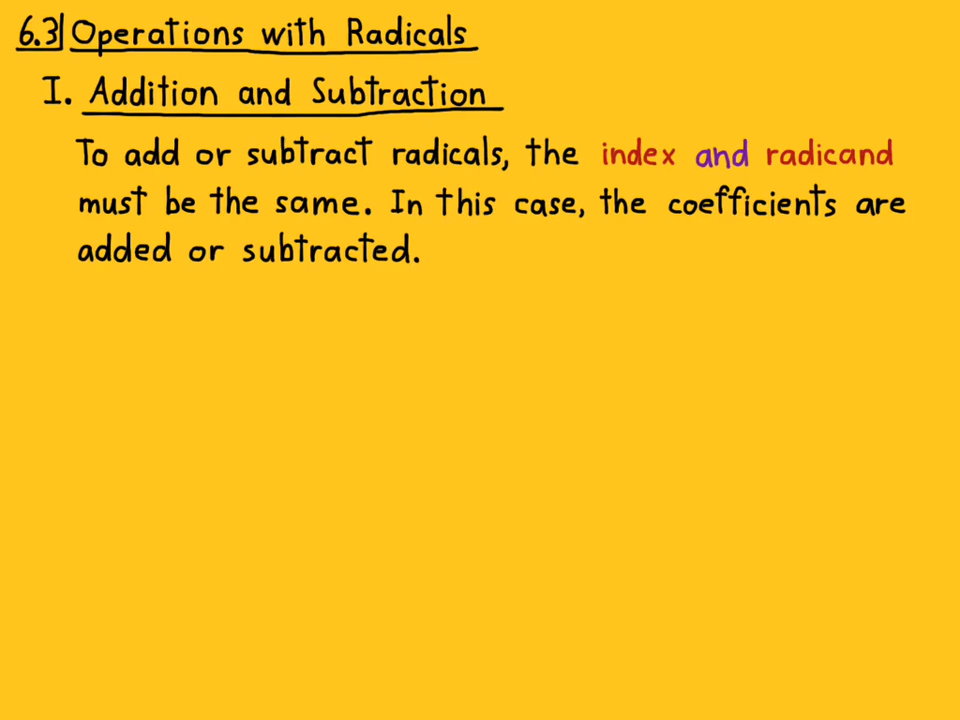 6.3 Operations with Radicals
I. Addition and Subtraction
To add or subtract radicals, the index and radicand
must be the same. In this case, the coefficients are
added or subtracted.